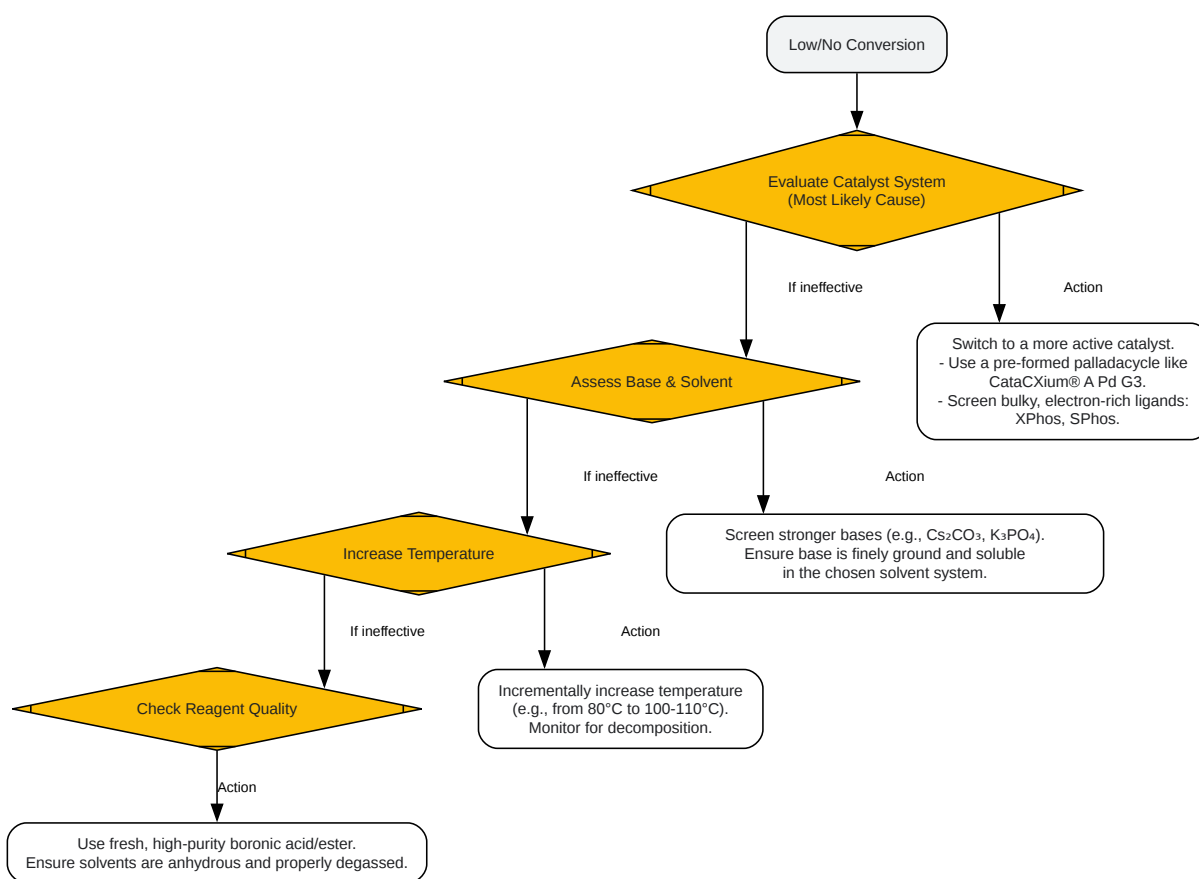 Low/No Conversion
Evaluate Catalyst System
(Most Likely Cause)
If ineffective
Action
Switch to a more active catalyst.
- Use a pre-formed palladacycle like
CataCXium® A Pd G3.
- Screen bulky, electron-rich ligands:
XPhos, SPhos.
Assess Base & Solvent
If ineffective
Action
Screen stronger bases (e.g., Cs₂CO₃, K₃PO₄).
Ensure base is finely ground and soluble
in the chosen solvent system.
Increase Temperature
If ineffective
Action
Incrementally increase temperature
(e.g., from 80°C to 100-110°C).
Monitor for decomposition.
Check Reagent Quality
Action
Use fresh, high-purity boronic acid/ester.
Ensure solvents are anhydrous and properly degassed.